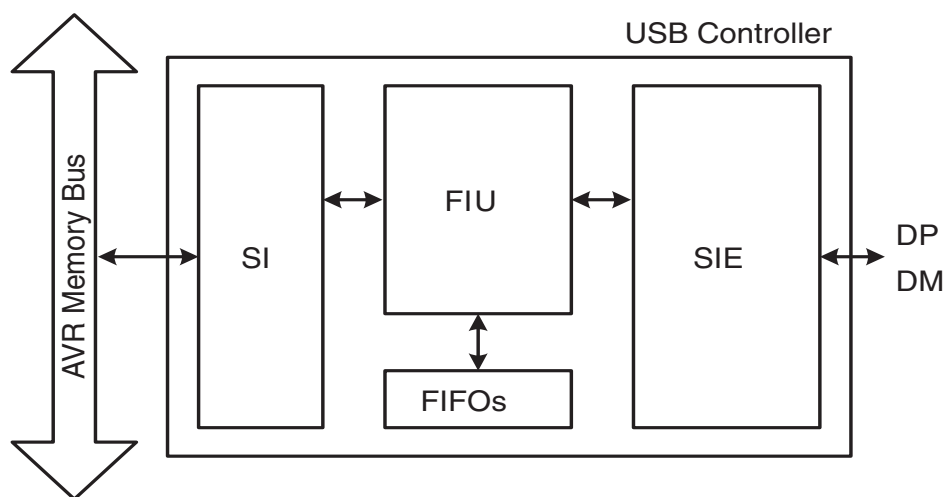 USB Controller
AVR Memory Bus
SI
FIU
FIFOs
SIE
DP
DM